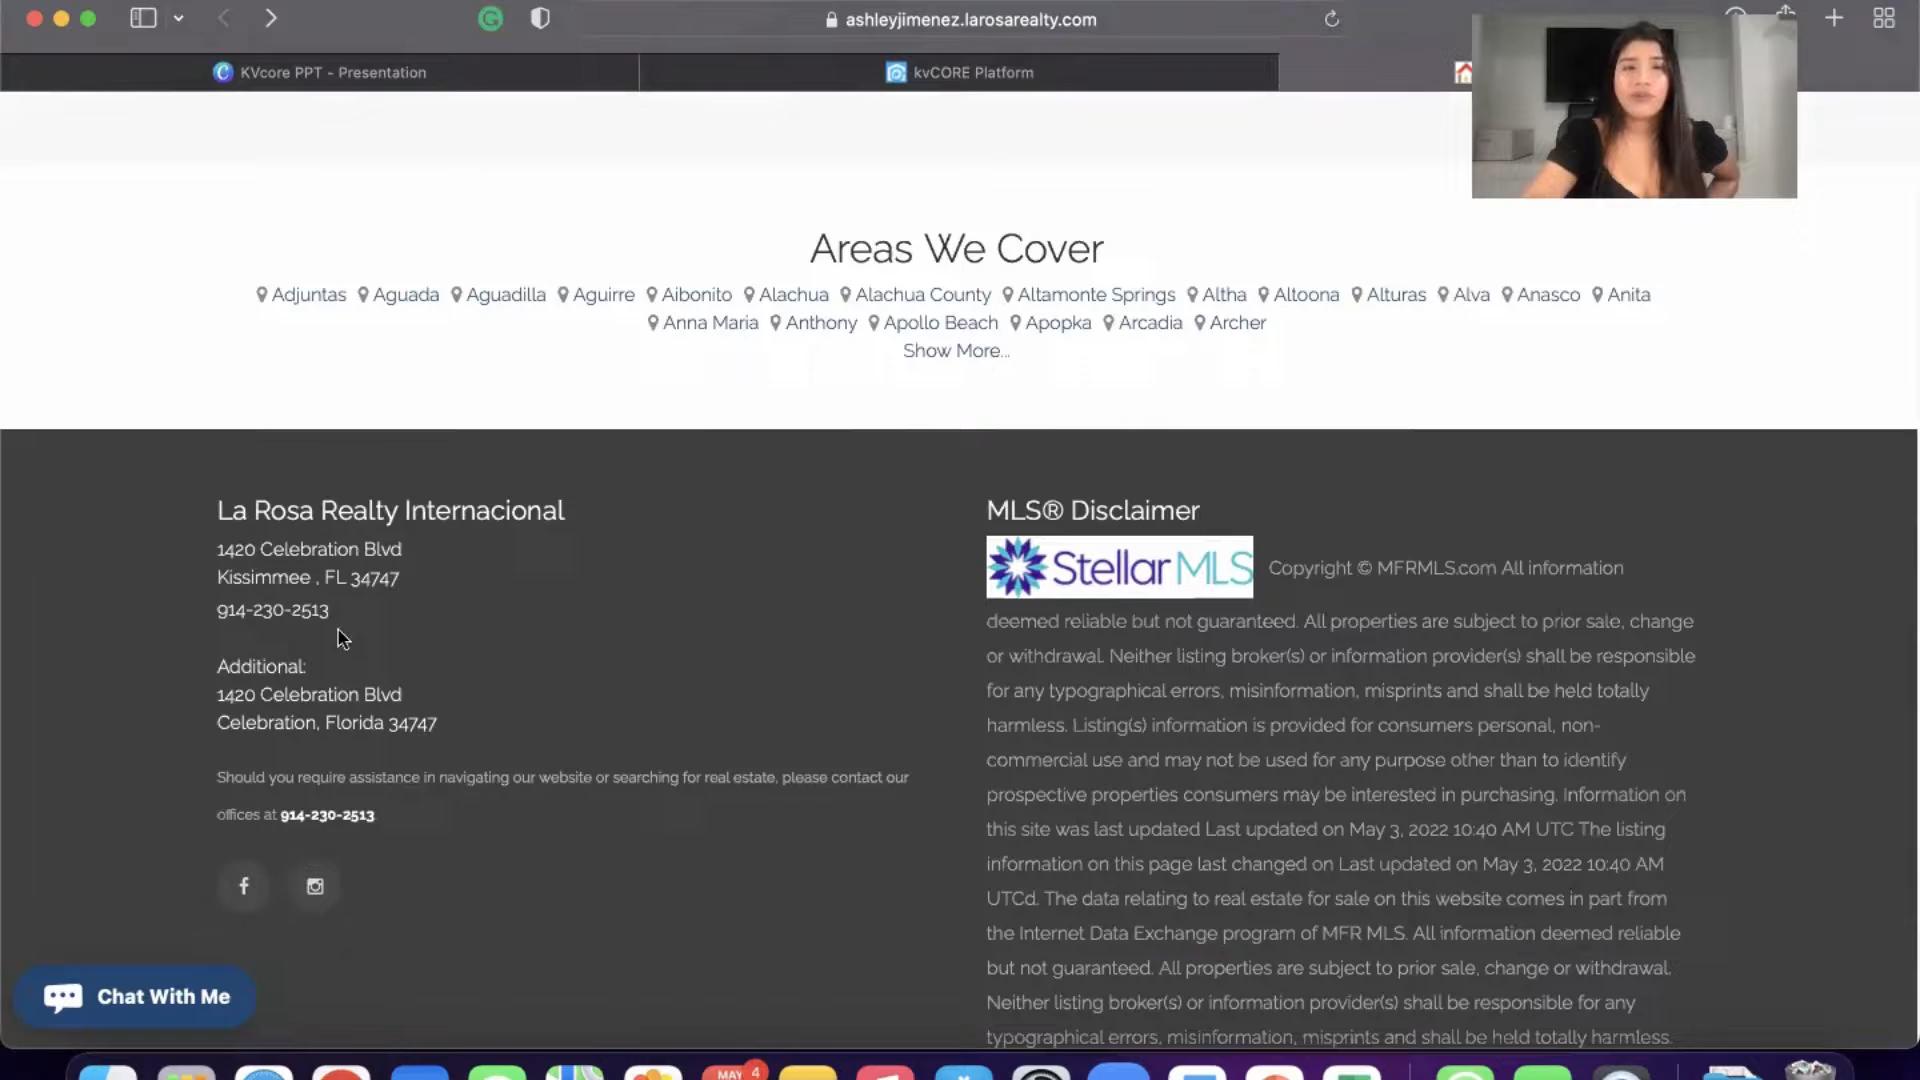 ashleyjimenez.larosarealty.com
KVcore PPT - Presentation
kvCORE Platform
Areas We Cover
Adjuntas Aguada Aguadilla Aguirre Aibonito Alachua Alachua County Altamonte Springs Altha Altoona Alturas Alva Anasco Anita
Anna Maria Anthony Apollo Beach Apopka Arcadia Archer
Show More...
La Rosa Realty Internacional
1420 Celebration Blvd
Kissimmee , FL 34747
914-230-2513
Additional:
1420 Celebration Blvd
Celebration, Florida 34747
Should you require assistance in navigating our website or searching for real estate, please contact our
offices at 914-230-2513
Chat With Me
MLS® Disclaimer
StellarMLS Copyright © MFRMLS.com All information
deemed reliable but not guaranteed. All properties are subject to prior sale, change
or withdrawal. Neither listing broker(s) or information provider(s) shall be responsible
for any typographical errors, misinformation, misprints and shall be held totally
harmless. Listing(s) information is provided for consumers personal, non-
commercial use and may not be used for any purpose other than to identify
prospective properties consumers may be interested in purchasing. Information on
this site was last updated Last updated on May 3, 2022 10:40 AM UTC The listing
information on this page last changed on Last updated on May 3, 2022 10:40 AM
UTCd. The data relating to real estate for sale on this website comes in part from
the Internet Data Exchange program of MFR MLS. All information deemed reliable
but not guaranteed. All properties are subject to prior sale, change or withdrawal.
Neither listing broker(s) or information provider(s) shall be responsible for any
typographical errors, misinformation, misprints and shall be held totally harmless.
MAY 4